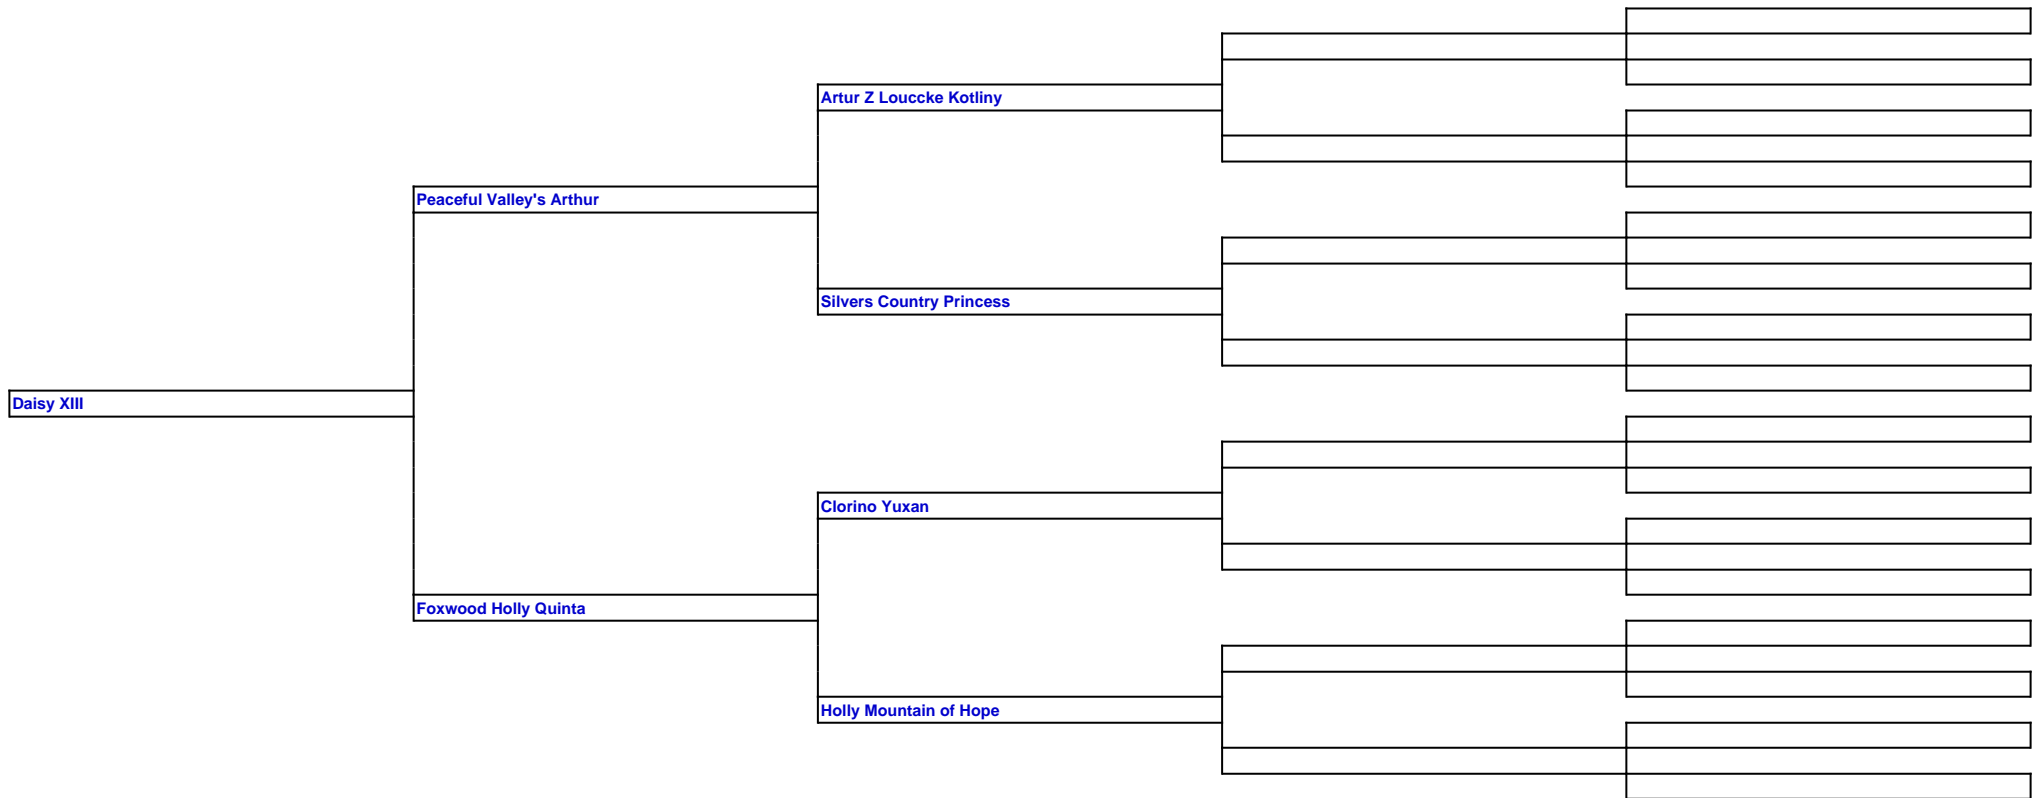 Artur Z Louccke Kotliny
Peaceful Valley's Arthur
Silvers Country Princess
Daisy XIII
Clorino Yuxan
Foxwood Holly Quinta
Holly Mountain of Hope